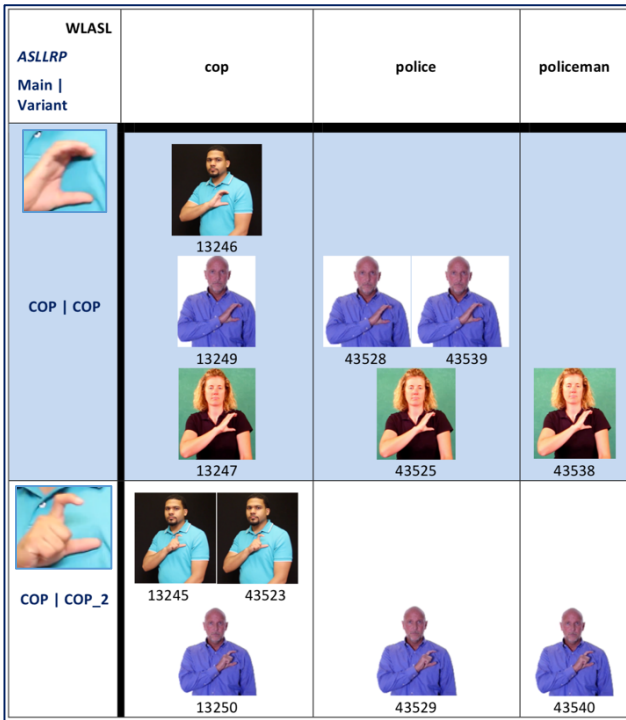 WLASL
ASLLRP
Main |
Variant
cop
police
policeman
COP | COP
13246
13249
43528
43539
13247
43525
43538
COP | COP_2
13245
43523
13250
43529
43540